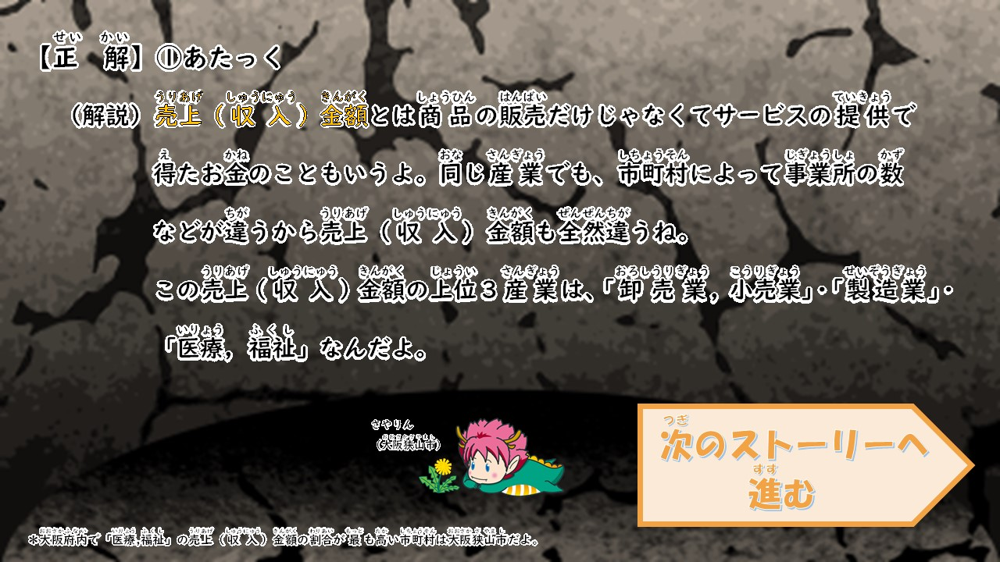 【正解】①あたっく
（解説）売上（収入）金額とは商品の販売だけじゃなくてサービスの提供で
得たお金のこともいうよ。同じ産業でも、市町村によって事業所の数
などが違うから売上（収入）金額も全然違うね。
この売上（収入）金額の上位３産業は、「卸売業，小売業」・「製造業」・
「医療，福祉」なんだよ。
さやりん
（大阪狭山市）
次のストーリーへ
進む
＊大阪府内で「医療,福祉」の売上（収入）金額の割合が最も高い市町村は大阪狭山市だよ。